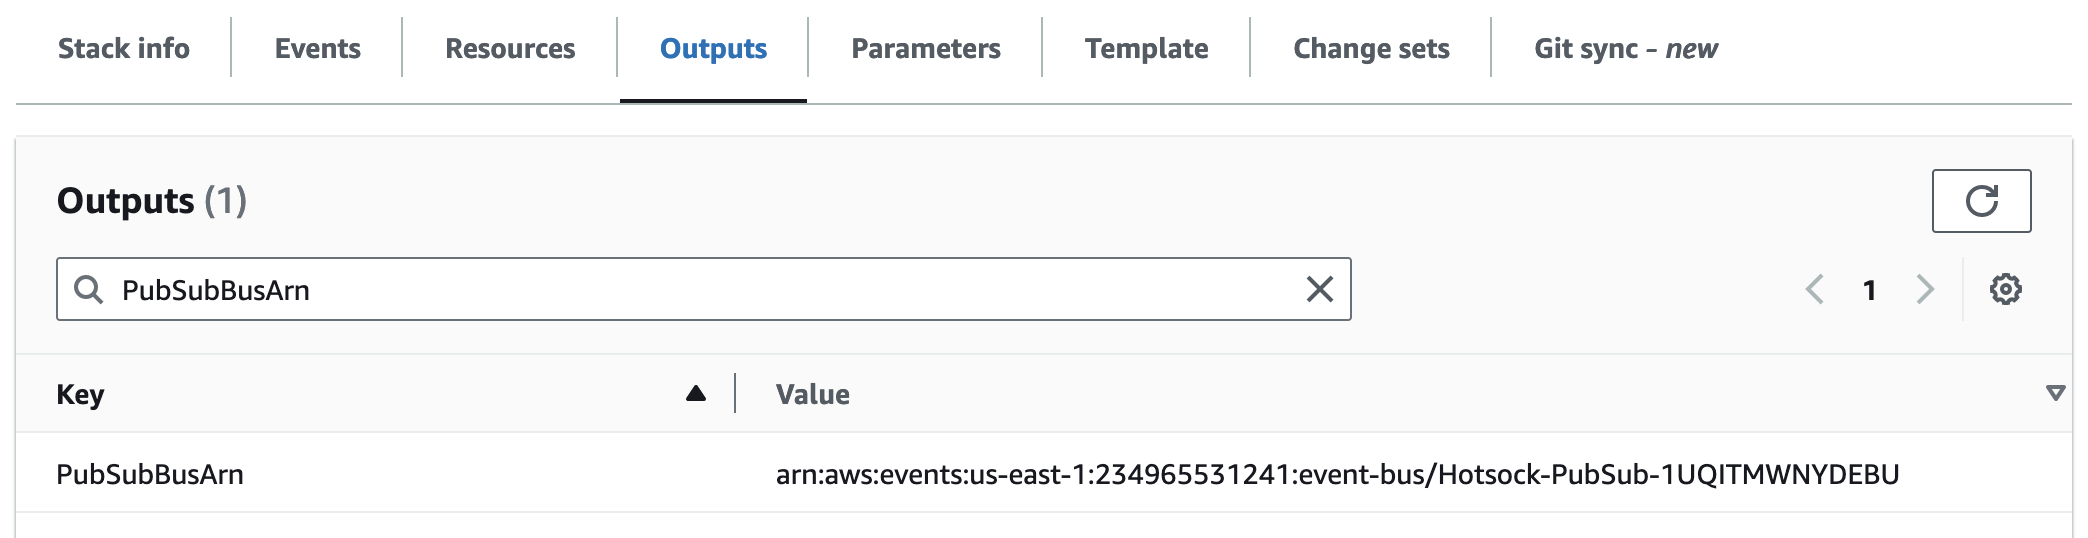 Stack info Events Resources Outputs Parameters Template Change sets Git sync - new
Outputs (1)
PubSubBusArn
1
Key Value
PubSubBusArn arn:aws:events:us-east-1:234965531241:event-bus/Hotsock-PubSub-1UQITMWNYDEBU